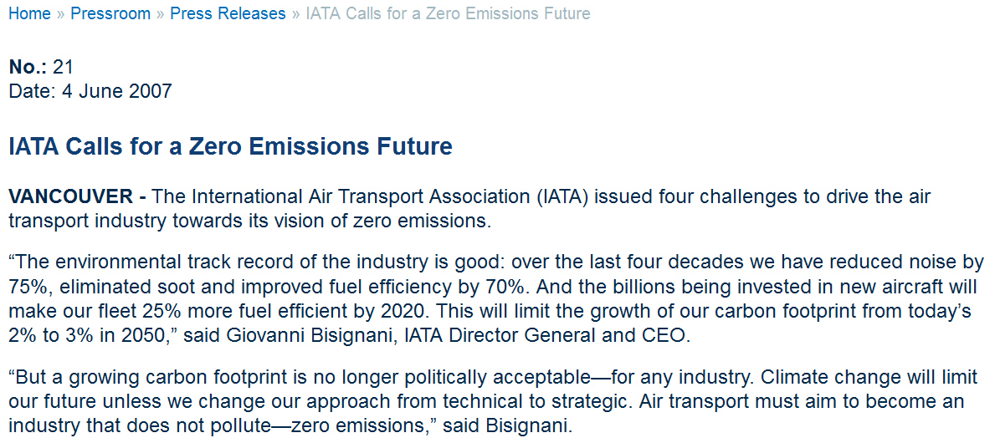 Home » Pressroom » Press Releases » IATA Calls for a Zero Emissions Future
No.: 21
Date: 4 June 2007
IATA Calls for a Zero Emissions Future
VANCOUVER - The International Air Transport Association (IATA) issued four challenges to drive the air
transport industry towards its vision of zero emissions.
“The environmental track record of the industry is good: over the last four decades we have reduced noise by
75%, eliminated soot and improved fuel efficiency by 70%. And the billions being invested in new aircraft will
make our fleet 25% more fuel efficient by 2020. This will limit the growth of our carbon footprint from today’s
2% to 3% in 2050,” said Giovanni Bisignani, IATA Director General and CEO.
“But a growing carbon footprint is no longer politically acceptable—for any industry. Climate change will limit
our future unless we change our approach from technical to strategic. Air transport must aim to become an
industry that does not pollute—zero emissions,” said Bisignani.